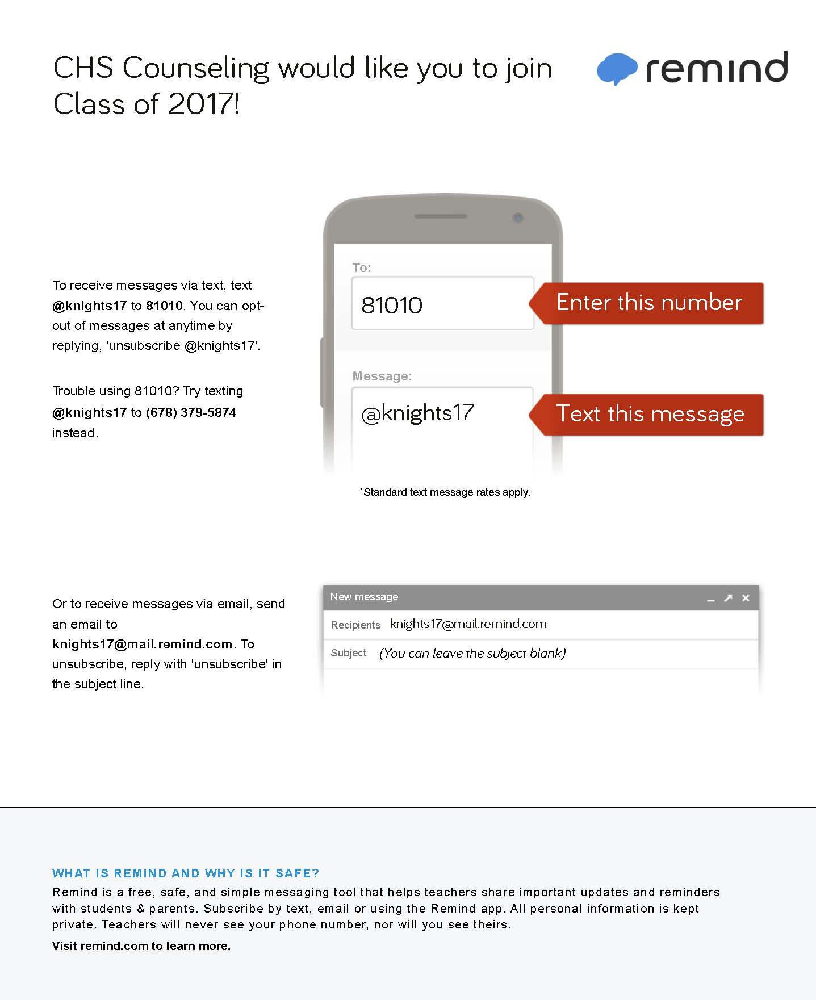 CHS Counseling would like you to join
Class of 2017!
remind
To receive messages via text, text
@knights17 to 81010. You can opt-
out of messages at anytime by
replying, 'unsubscribe @knights17'.
Trouble using 81010? Try texting
@knights17 to (678) 379-5874
instead.
To:
81010
Enter this number
Message:
@knights17
Text this message
*Standard text message rates apply.
Or to receive messages via email, send
an email to
knights17@mail.remind.com. To
unsubscribe, reply with 'unsubscribe' in
the subject line.
New message
Recipients knights17@mail.remind.com
Subject (You can leave the subject blank)
WHAT IS REMIND AND WHY IS IT SAFE?
Remind is a free, safe, and simple messaging tool that helps teachers share important updates and reminders
with students & parents. Subscribe by text, email or using the Remind app. All personal information is kept
private. Teachers will never see your phone number, nor will you see theirs.
Visit remind.com to learn more.